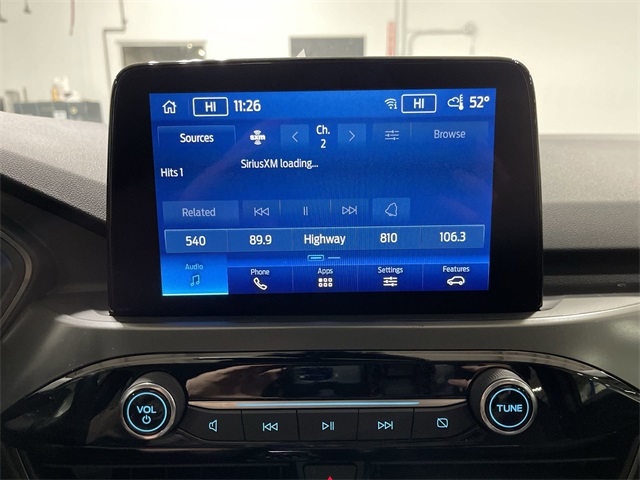 HI 11:26 HI 52°
Sources sxm Ch. 2 Browse
SiriusXM loading...
Hits 1
Related
540 89.9 Highway 810 106.3
Audio Phone Apps Settings Features
VOL TUNE